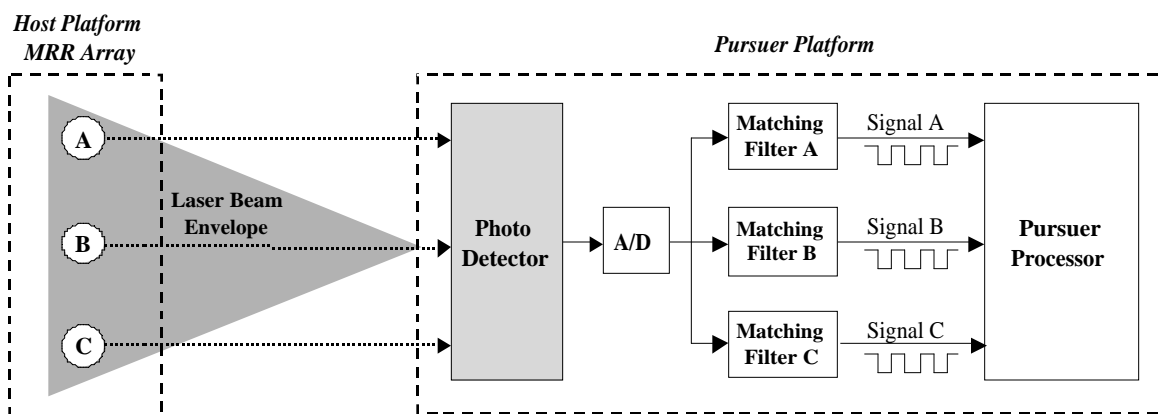 Host Platform
MRR Array
Pursuer Platform
A
B
C
Laser Beam
Envelope
Photo
Detector
A/D
Matching
Filter A
Matching
Filter B
Matching
Filter C
Signal A
Signal B
Signal C
Pursuer
Processor